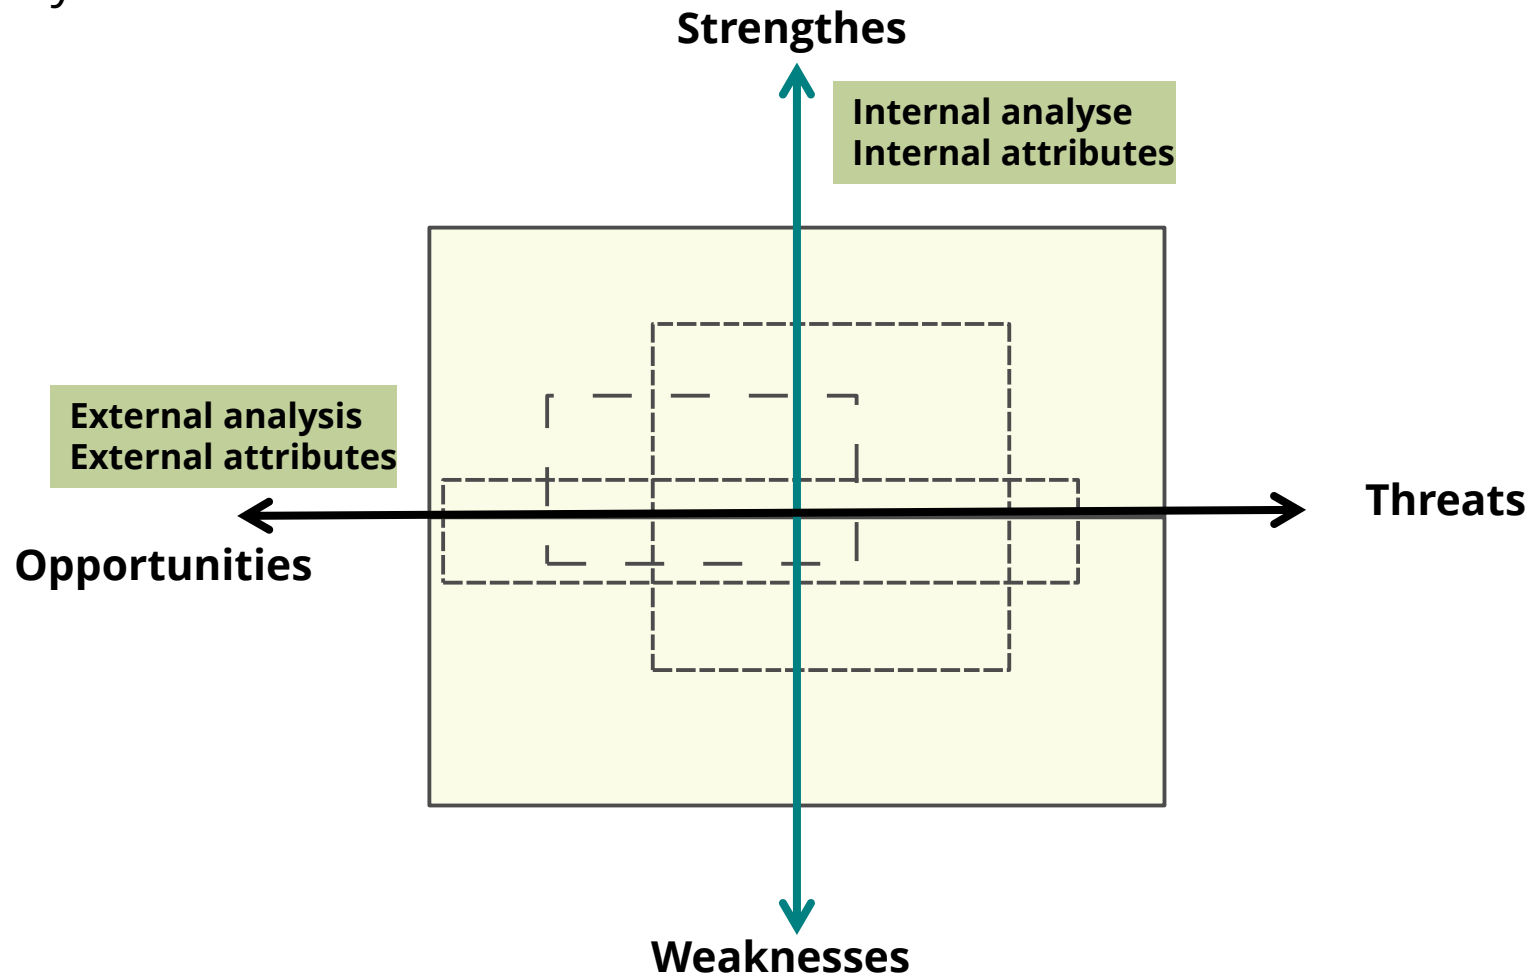 Strengthes
Internal analyse
Internal attributes
External analysis
External attributes
Threats
Opportunities
Weaknesses